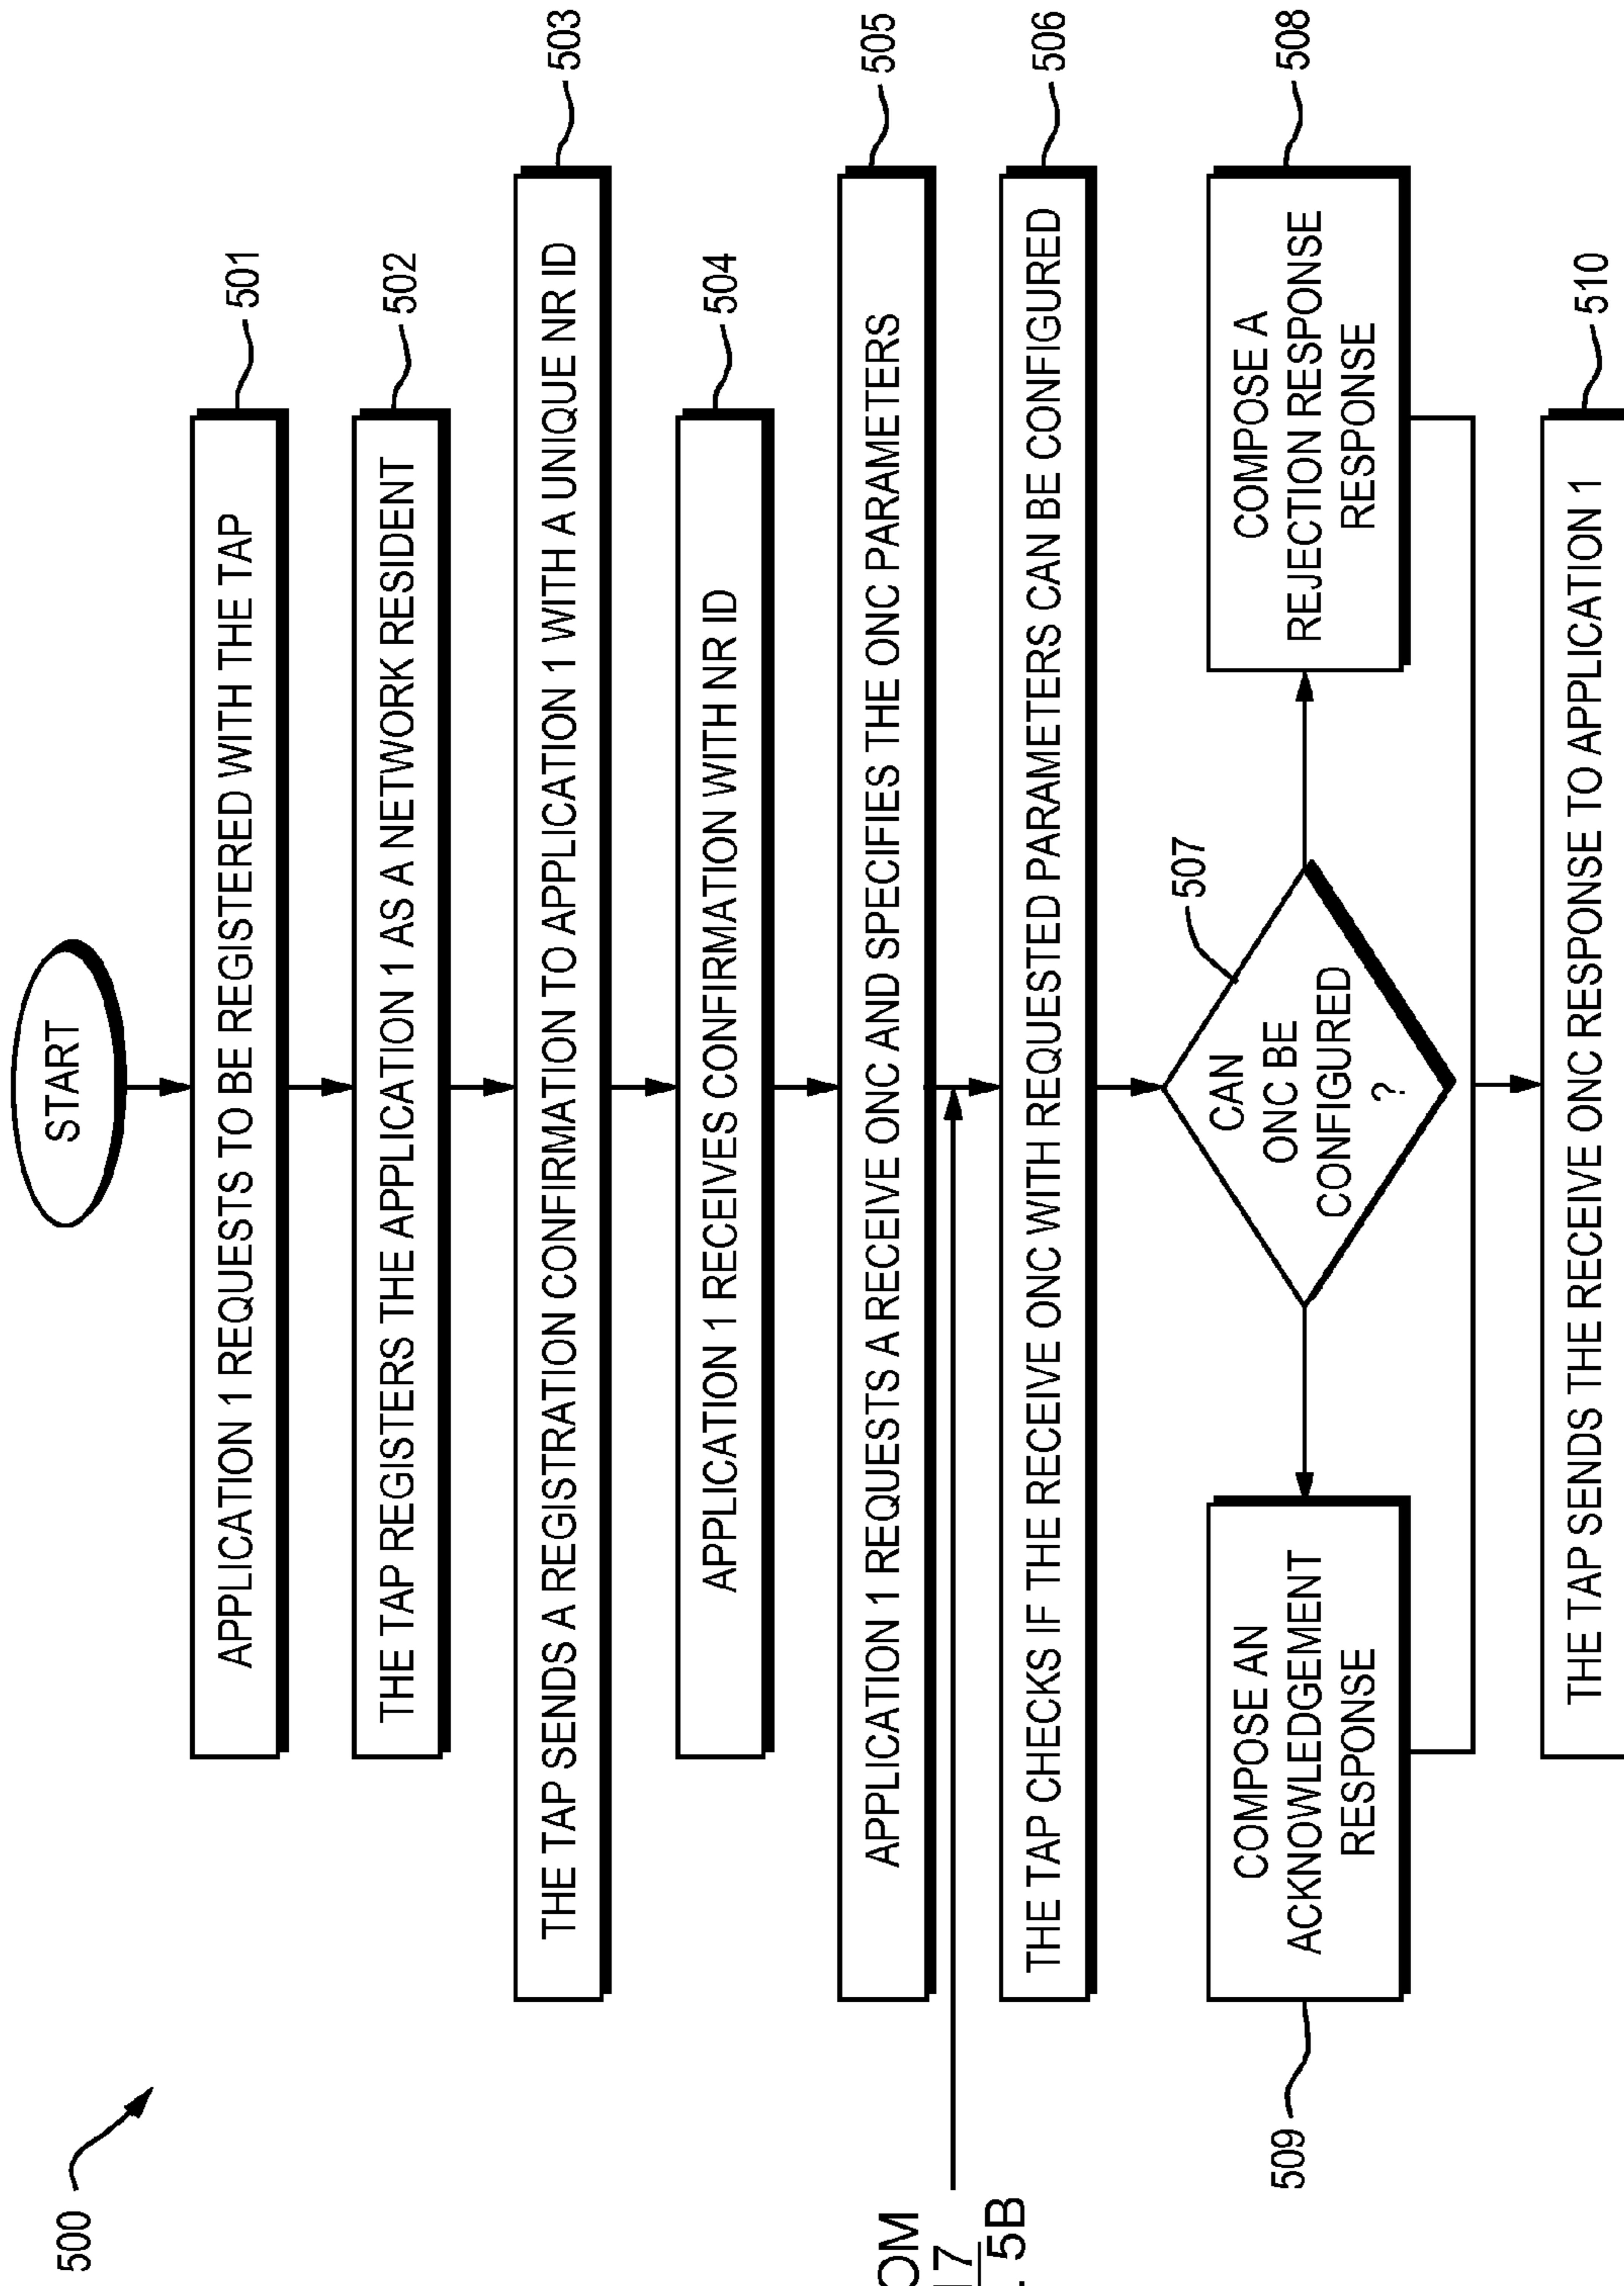 500
START
APPLICATION 1 REQUESTS TO BE REGISTERED WITH THE TAP
501
THE TAP REGISTERS THE APPLICATION 1 AS A NETWORK RESIDENT
502
THE TAP SENDS A REGISTRATION CONFIRMATION TO APPLICATION 1 WITH A UNIQUE NR ID
503
APPLICATION 1 RECEIVES CONFIRMATION WITH NR ID
504
APPLICATION 1 REQUESTS A RECEIVE ONC AND SPECIFIES THE ONC PARAMETERS
505
5B
THE TAP CHECKS IF THE RECEIVE ONC WITH REQUESTED PARAMETERS CAN BE CONFIGURED
506
507
CAN
ONC BE
CONFIGURED
?
COMPOSE AN
ACKNOWLEDGEMENT
RESPONSE
509
COMPOSE A
REJECTION RESPONSE
RESPONSE
508
THE TAP SENDS THE RECEIVE ONC RESPONSE TO APPLICATION 1
510